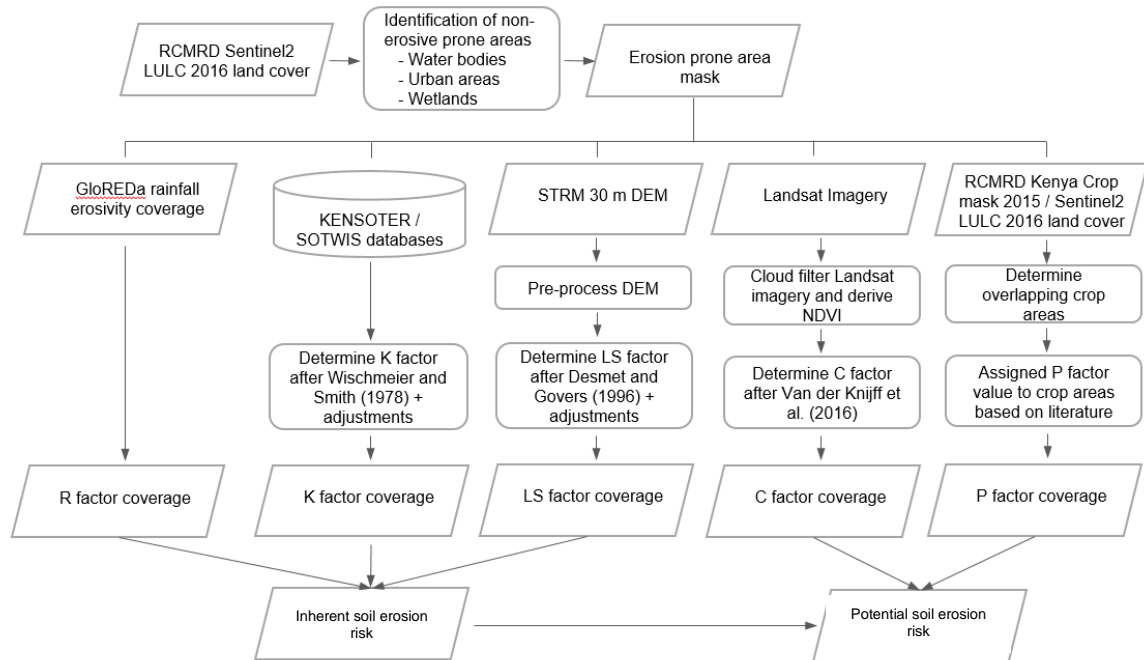 RCMRD Sentinel2
LULC 2016 land cover
Identification of non-
erosive prone areas
- Water bodies
- Urban areas
- Wetlands
Erosion prone area
mask
GloREDa rainfall
erosivity coverage
KENSOTER /
SOTWIS databases
STRM 30 m DEM
Landsat Imagery
RCMRD Kenya Crop
mask 2015 / Sentinel2
LULC 2016 land cover
Pre-process DEM
Cloud filter Landsat
imagery and derive
NDVI
Determine
overlapping crop
areas
Determine K factor
after Wischmeier and
Smith (1978) +
adjustments
Determine LS factor
after Desmet and
Govers (1996) +
adjustments
Determine C factor
after Van der Knijff et
al. (2016)
Assigned P factor
value to crop areas
based on literature
R factor coverage
K factor coverage
LS factor coverage
C factor coverage
P factor coverage
Inherent soil erosion
risk
Potential soil erosion
risk